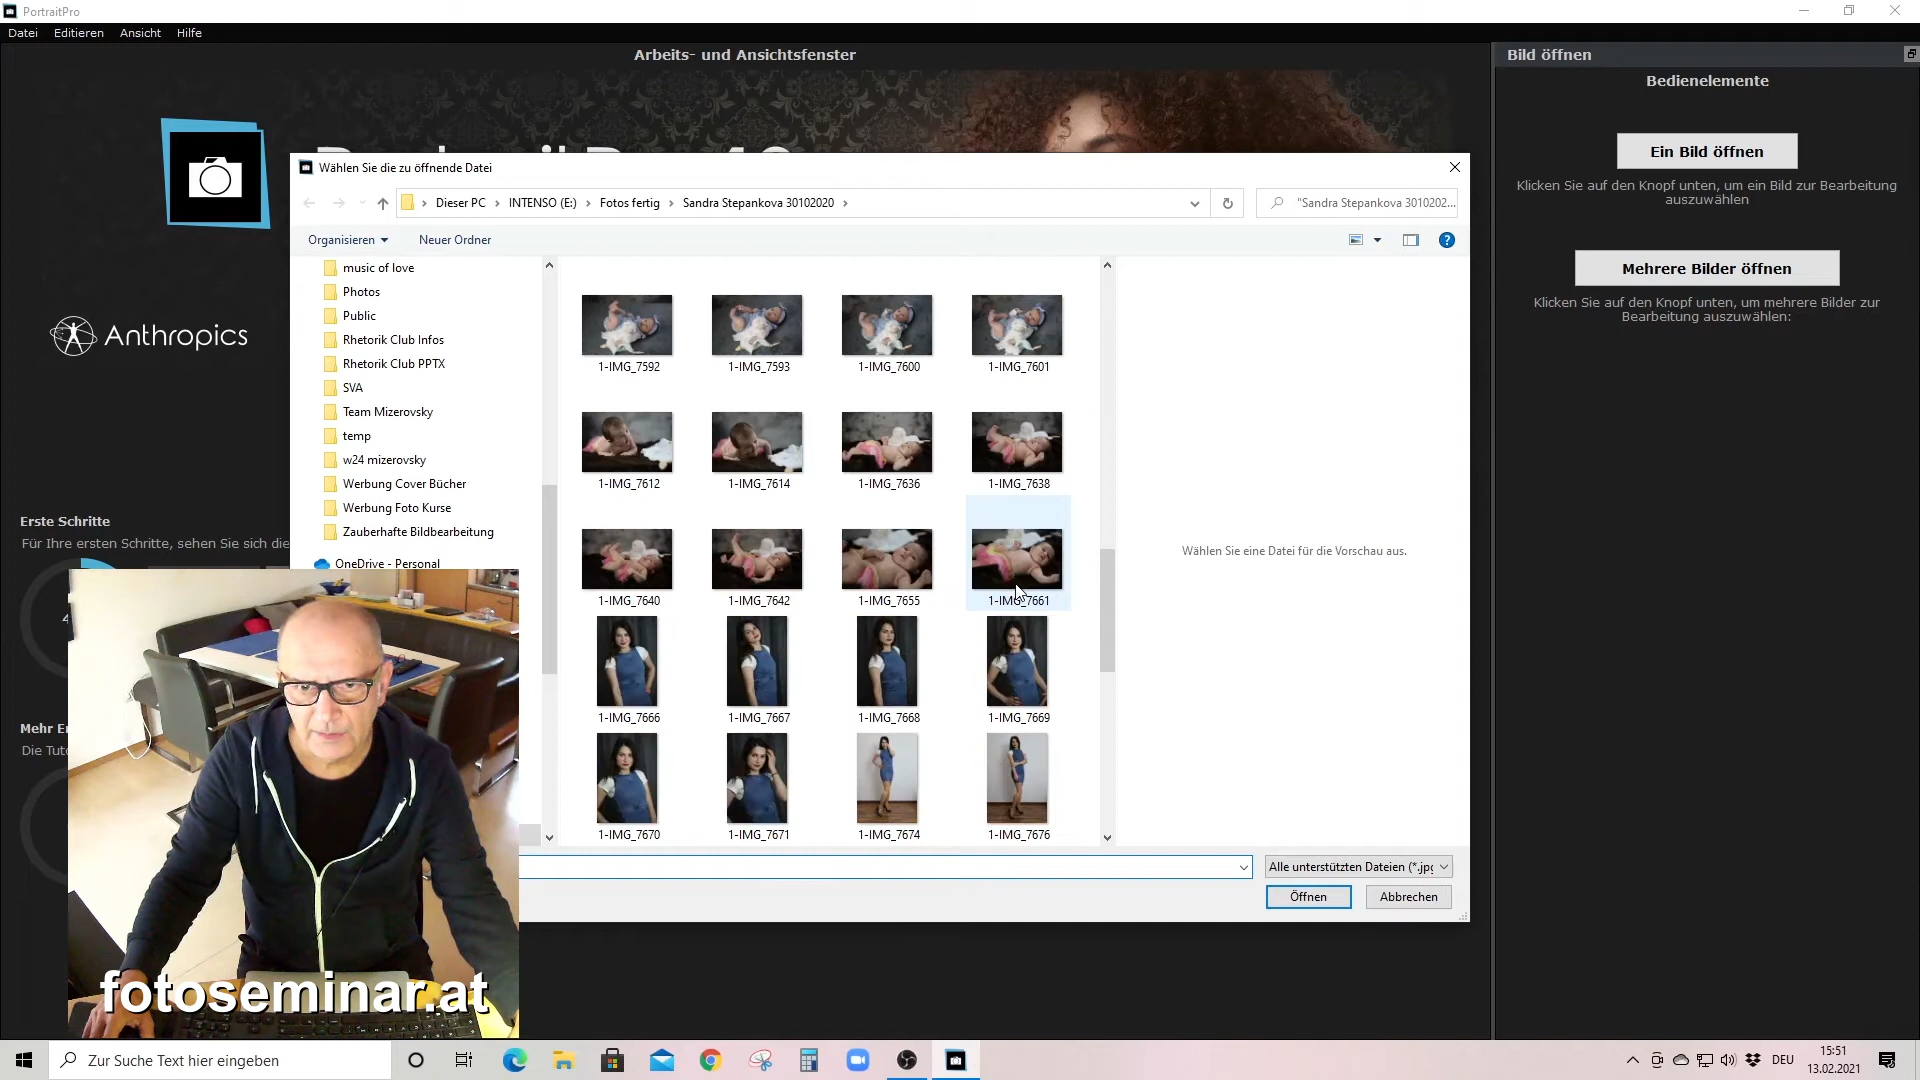 PortraitPro
Datei Editieren Ansicht Hilfe
Arbeits- und Ansichtsfenster
Bild öffnen
Bedienelemente
Ein Bild öffnen
Klicken Sie auf den Knopf unten, um ein Bild zur Bearbeitung
auszuwählen
Mehrere Bilder öffnen
Klicken Sie auf den Knopf unten, um mehrere Bilder zur
Bearbeitung auszuwählen:
Anthropics
Erste Schritte
Für Ihre ersten Schritte, sehen Sie sich die
Wählen Sie die zu öffnende Datei
Dieser PC > INTENSO (E:) > Fotos fertig > Sandra Stepankova 30102020 >
"Sandra Stepankova 3010202...
Organisieren Neuer Ordner
music of love
Photos
Public
Rhetorik Club Infos
Rhetorik Club PPTX
SVA
Team Mizerovsky
temp
w24 mizerovsky
Werbung Cover Bücher
Werbung Foto Kurse
Zauberhafte Bildbearbeitung
OneDrive - Personal
1-IMG_7592 1-IMG_7593 1-IMG_7600 1-IMG_7601
1-IMG_7612 1-IMG_7614 1-IMG_7636 1-IMG_7638
1-IMG_7640 1-IMG_7642 1-IMG_7655 1-IMG_7661
1-IMG_7666 1-IMG_7667 1-IMG_7668 1-IMG_7669
1-IMG_7670 1-IMG_7671 1-IMG_7674 1-IMG_7676
Wählen Sie eine Datei für die Vorschau aus.
Alle unterstützten Dateien (*.jpg
Öffnen Abbrechen
fotoseminar.at
Zur Suche Text hier eingeben
DEU
15:51
13.02.2021